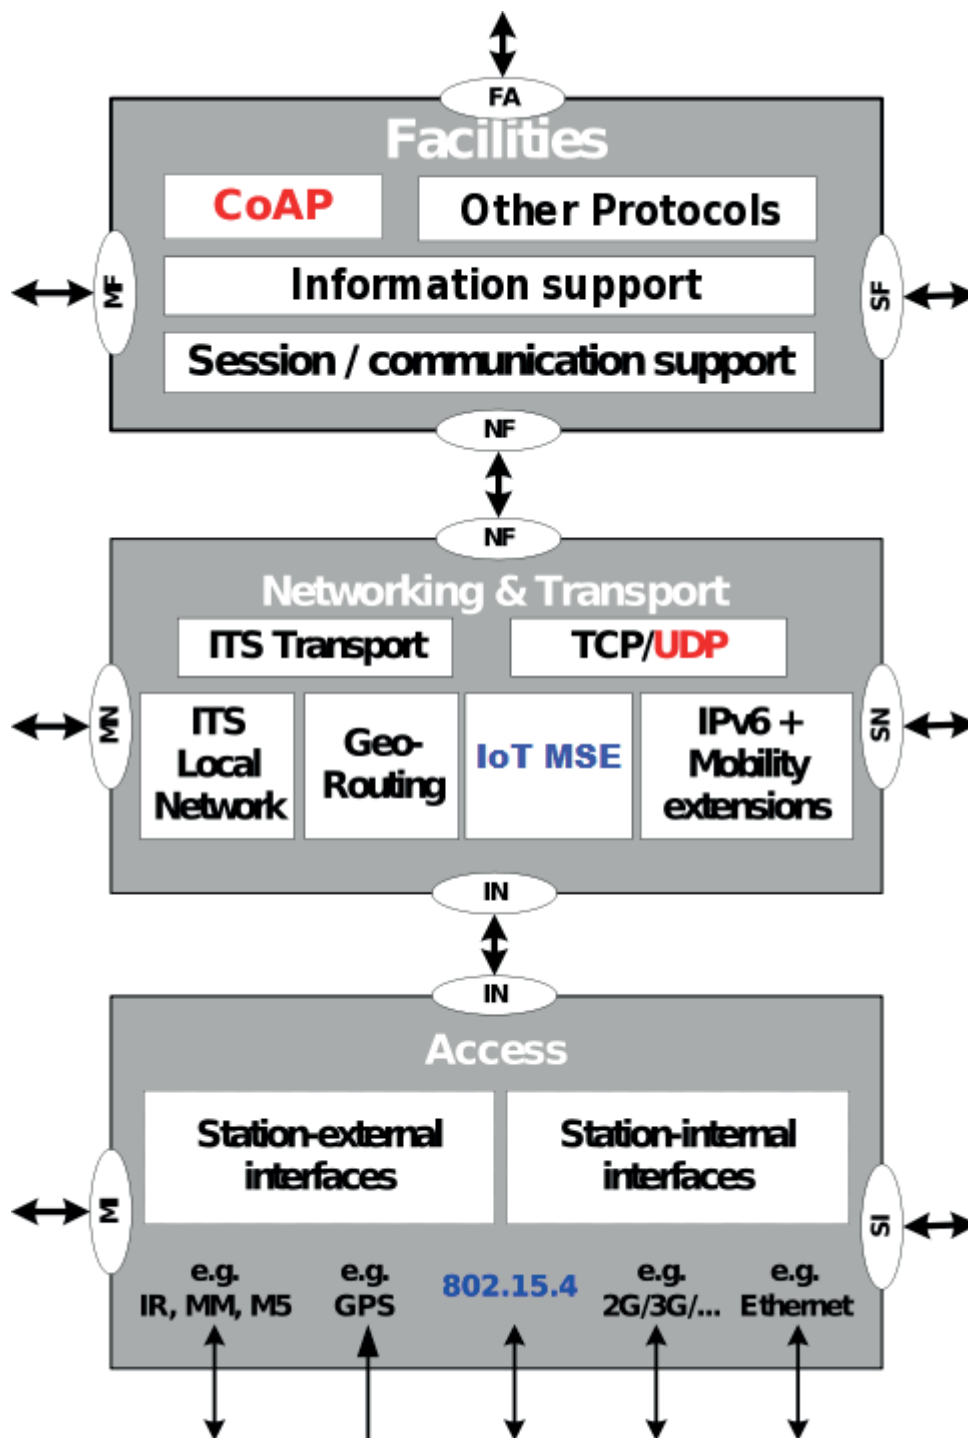 FA
Facilities
CoAP
Other Protocols
Information support
MF
SF
Session / communication support
NF
NF
Networking & Transport
ITS Transport
TCP/UDP
MN
SN
ITS
Local
Network
Geo-
Routing
IoT MSE
IPv6 +
Mobility
extensions
IN
IN
Access
Station-external
interfaces
Station-internal
interfaces
MI
SI
e.g.
IR, MM, M5
e.g.
GPS
802.15.4
e.g.
2G/3G/...
e.g.
Ethernet